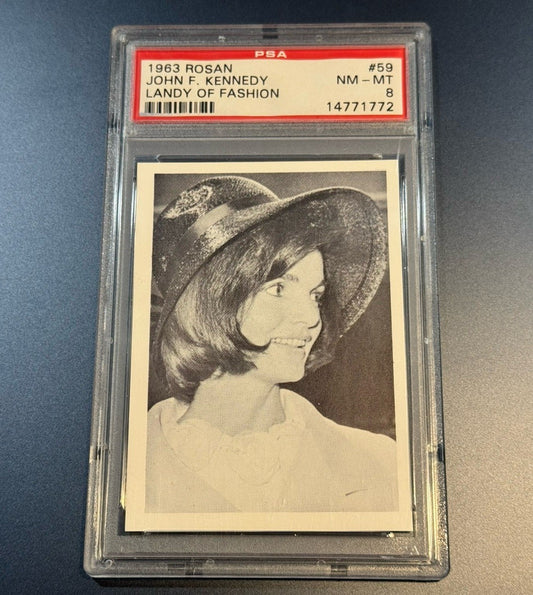 PSA
1963 ROSAN #59
JOHN F. KENNEDY NM - MT
LANDY OF FASHION 8
14771772